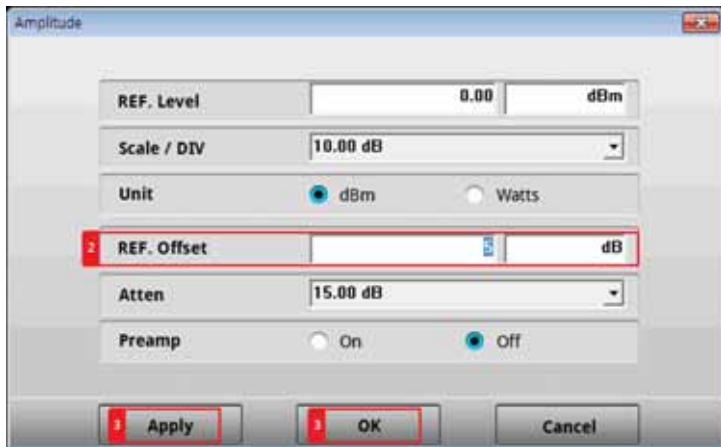 Amplitude
REF. Level 0.00 dBm
Scale / DIV 10.00 dB
Unit dBm Watts
2 REF. Offset 5 dB
Atten 15.00 dB
Preamp On Off
3 Apply 3 OK Cancel